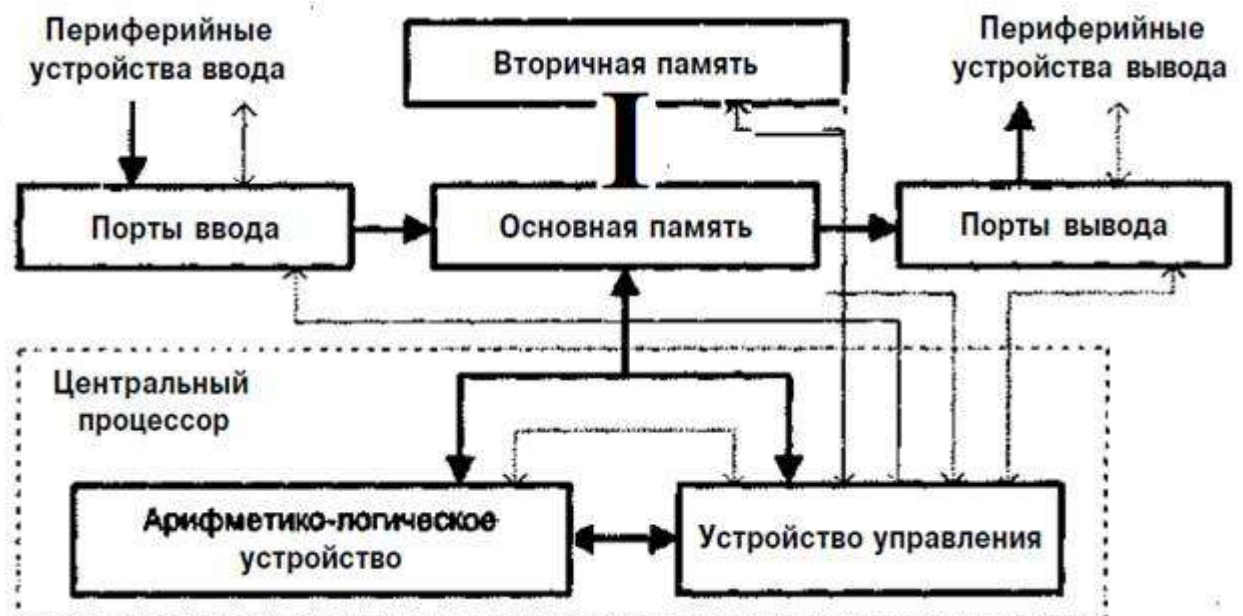 Периферийные
устройства ввода
Вторичная память
Периферийные
устройства вывода
Порты ввода
Основная память
Порты вывода
Центральный
процессор
Арифметико-логическое
устройство
Устройство управления